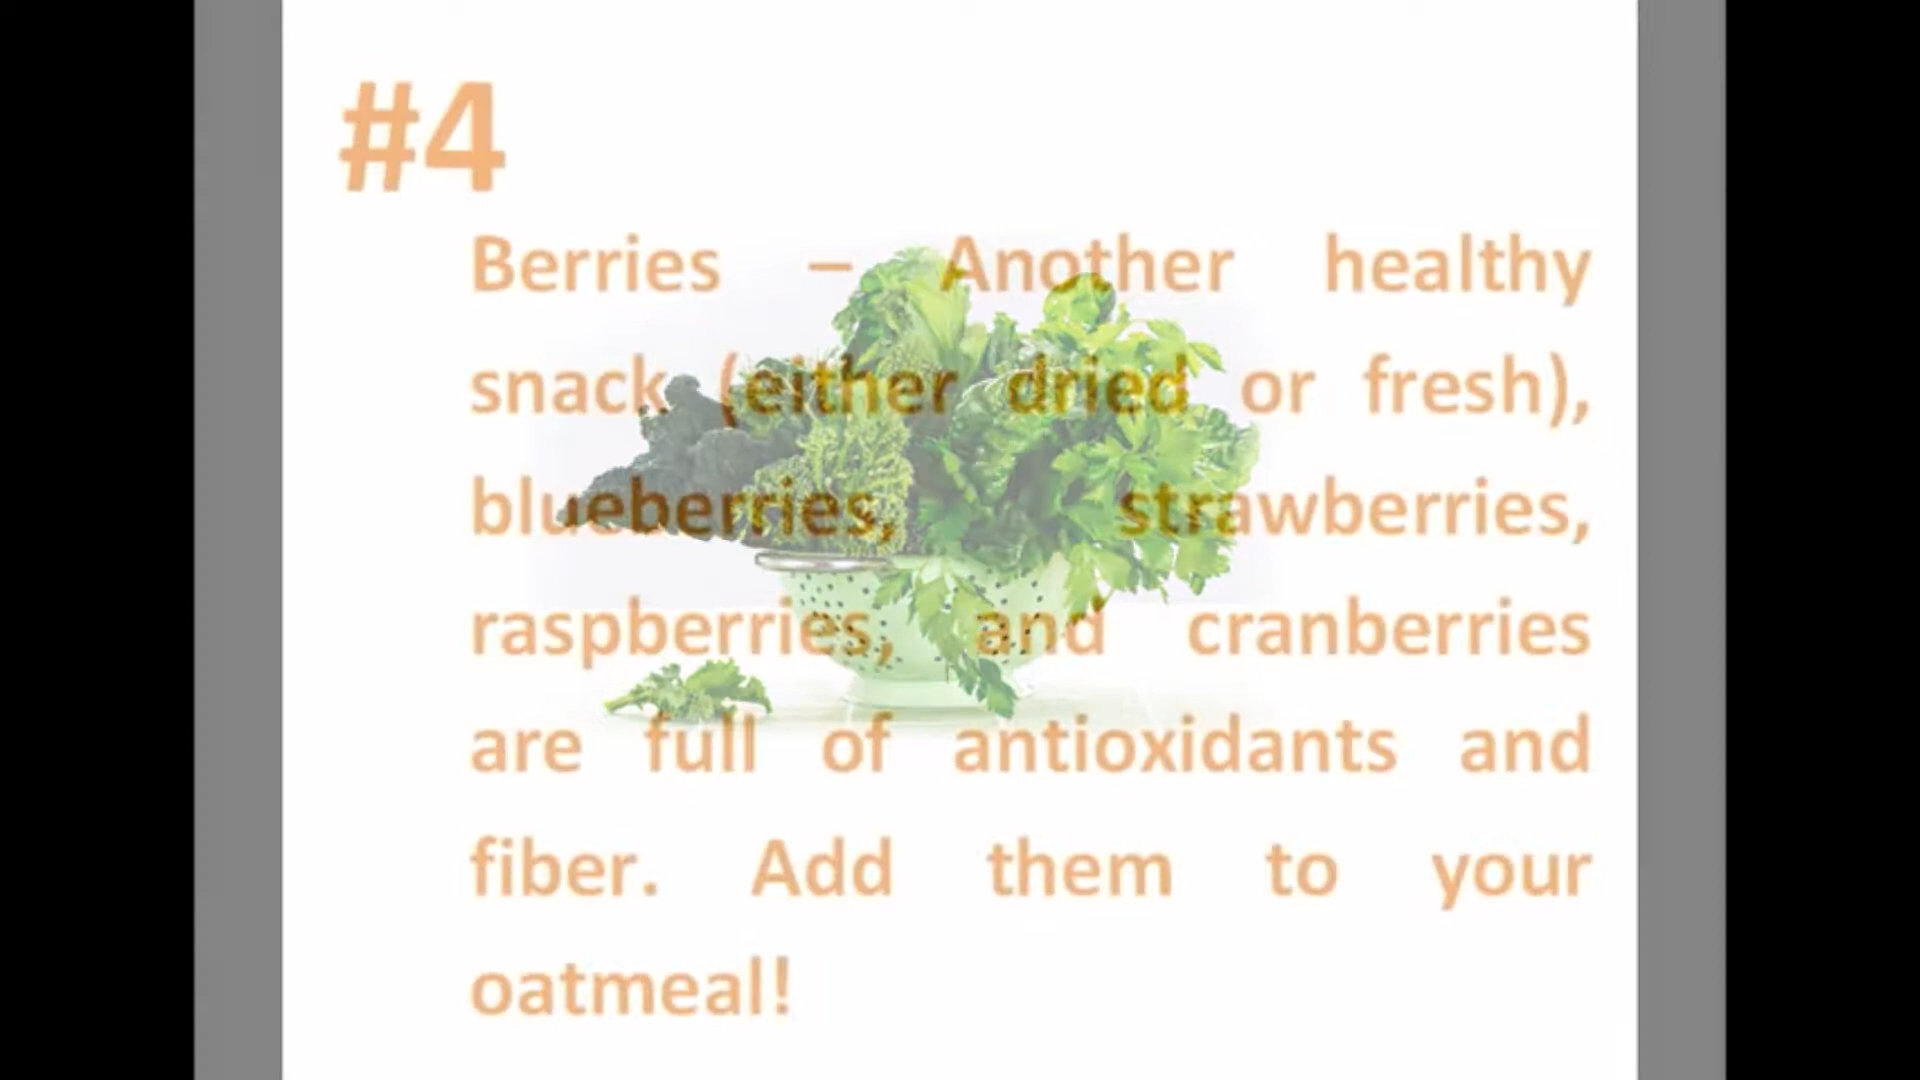 #4
Berries – Another healthy
snack (either dried or fresh),
blueberries, strawberries,
raspberries, and cranberries
are full of antioxidants and
fiber. Add them to your
oatmeal!